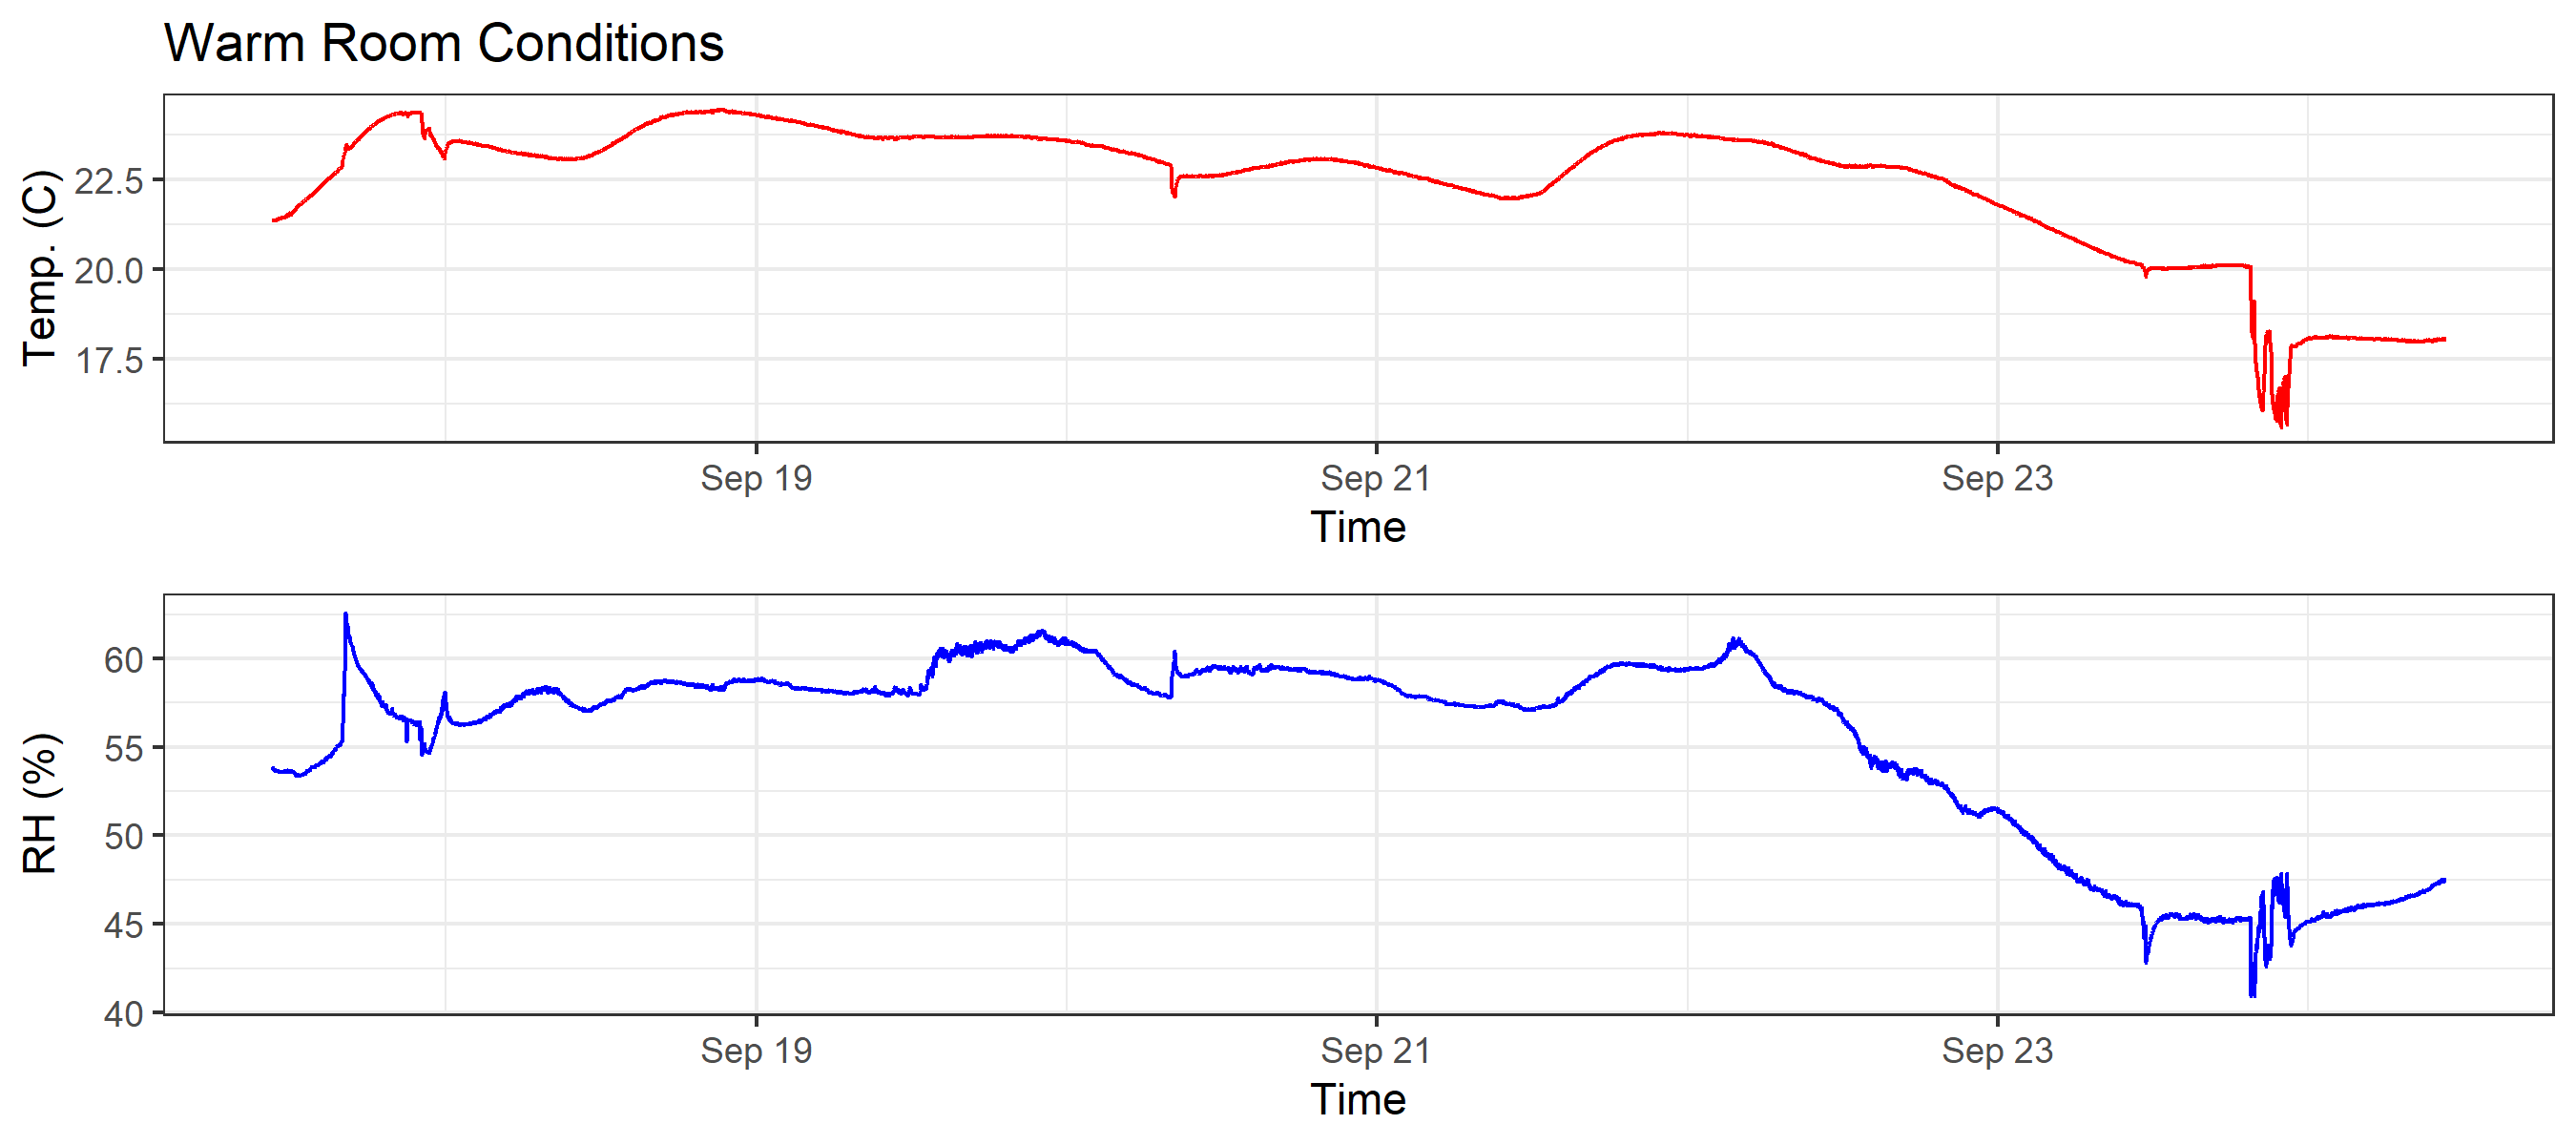 Warm Room Conditions
Temp. (C)
22.5
20.0
17.5
Sep 19 Sep 21 Sep 23
Time
RH (%)
60
55
50
45
40
Sep 19 Sep 21 Sep 23
Time